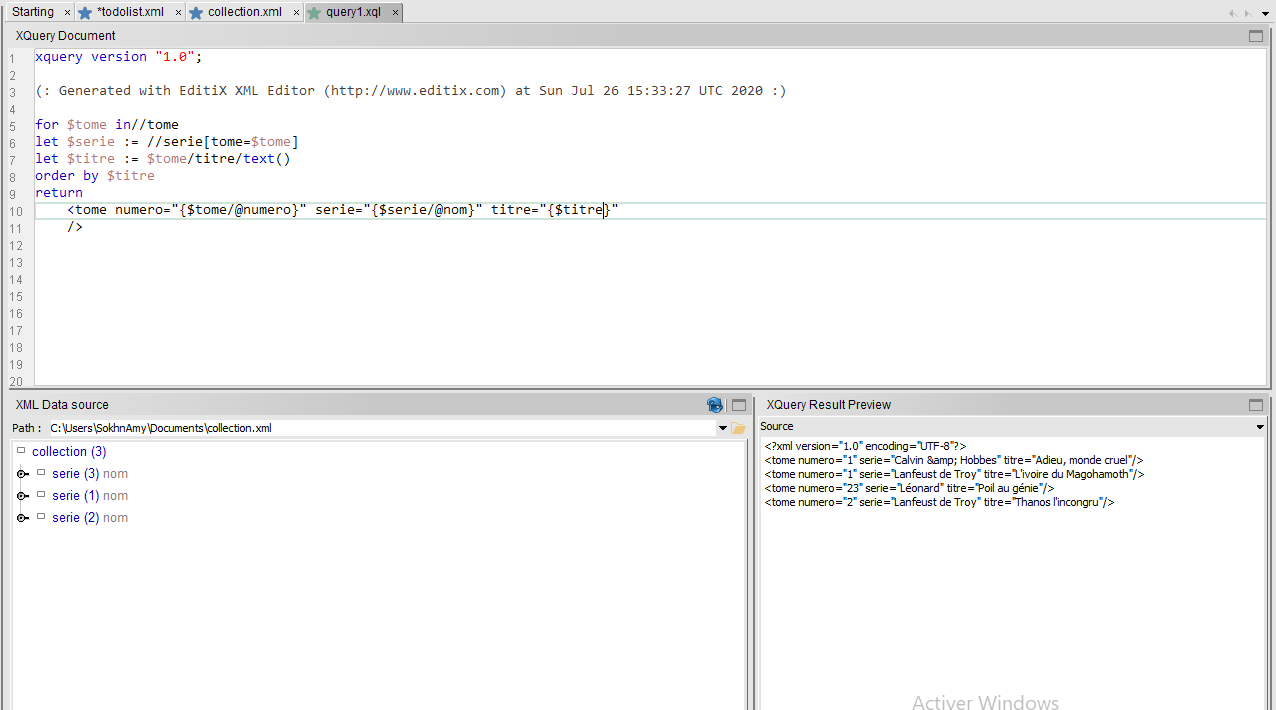 Starting × *todolist.xml × collection.xml × query1.xql ×
XQuery Document
1 xquery version "1.0";
2
3 (: Generated with EditiX XML Editor (http://www.editix.com) at Sun Jul 26 15:33:27 UTC 2020 :)
4
5 for $tome in//tome
6 let $serie := //serie[tome=$tome]
7 let $titre := $tome/titre/text()
8 order by $titre
9 return
10 <tome numero="{$tome/@numero}" serie="{$serie/@nom}" titre="{$titre}"
11 />
12
13
14
15
16
17
18
19
20
XML Data source
Path : C:\Users\SokhnAmy\Documents\collection.xml
collection (3)
serie (3) nom
serie (1) nom
serie (2) nom
XQuery Result Preview
Source
<?xml version="1.0" encoding="UTF-8"?>
<tome numero="1" serie="Calvin &amp; Hobbes" titre="Adieu, monde cruel"/>
<tome numero="1" serie="Lanfeust de Troy" titre="L'ivoire du Magohamoth"/>
<tome numero="23" serie="Léonard" titre="Poil au génie"/>
<tome numero="2" serie="Lanfeust de Troy" titre="Thanos l'incongru"/>
Activer Windows